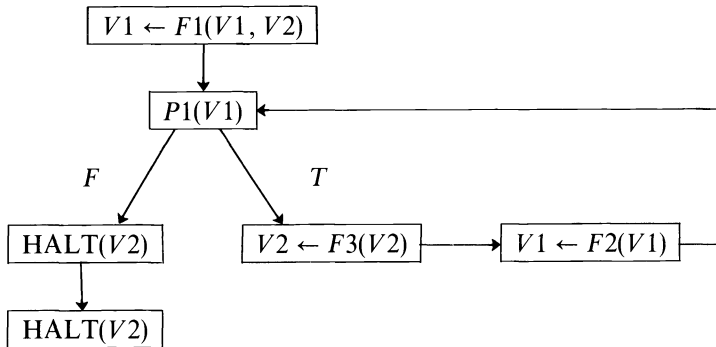 V1 ← F1(V1, V2)
P1(V1)
F
T
HALT(V2)
V2 ← F3(V2)
V1 ← F2(V1)
HALT(V2)